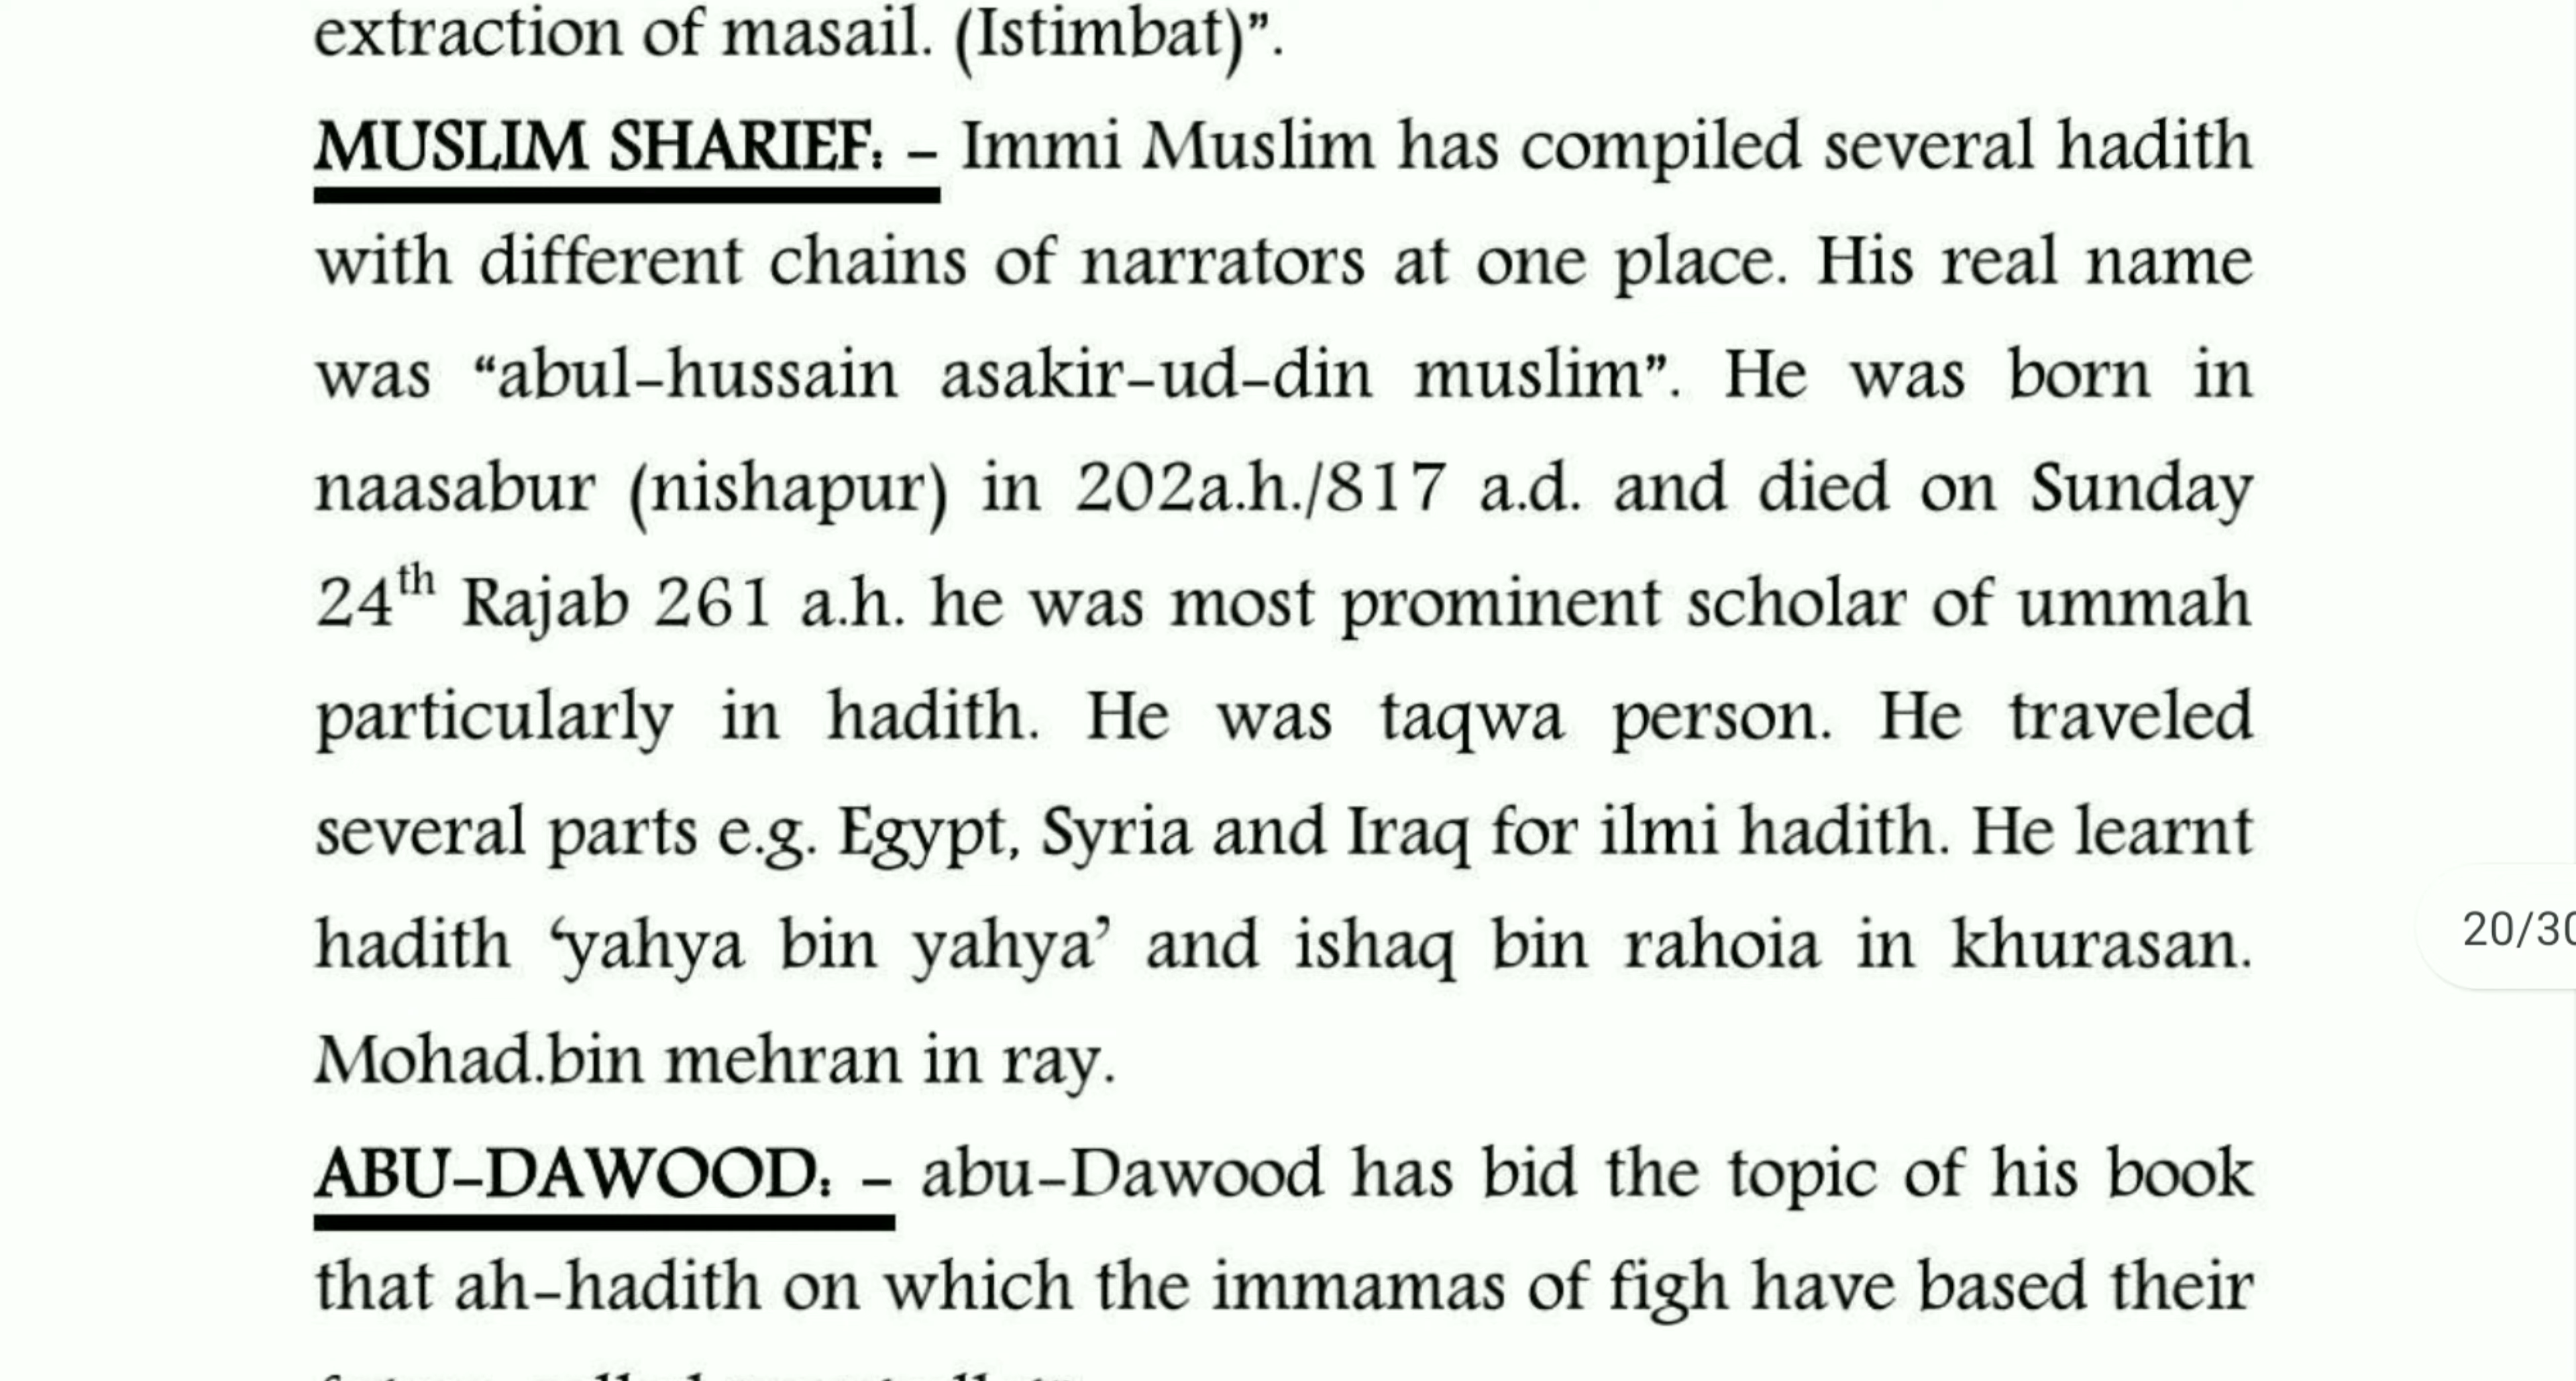 extraction of masail. (Istimbat)”.
MUSLIM SHARIEF: – Immi Muslim has compiled several hadith
with different chains of narrators at one place. His real name
was “abul-hussain asakir-ud-din muslim”. He was born in
naasabur (nishapur) in 202a.h./817 a.d. and died on Sunday
24th Rajab 261 a.h. he was most prominent scholar of ummah
particularly in hadith. He was taqwa person. He traveled
several parts e.g. Egypt, Syria and Iraq for ilmi hadith. He learnt
20/30
hadith ‘yahya bin yahya’ and ishaq bin rahoia in khurasan.
Mohad.bin mehran in ray.
ABU-DAWOOD: – abu-Dawood has bid the topic of his book
that ah-hadith on which the immamas of figh have based their